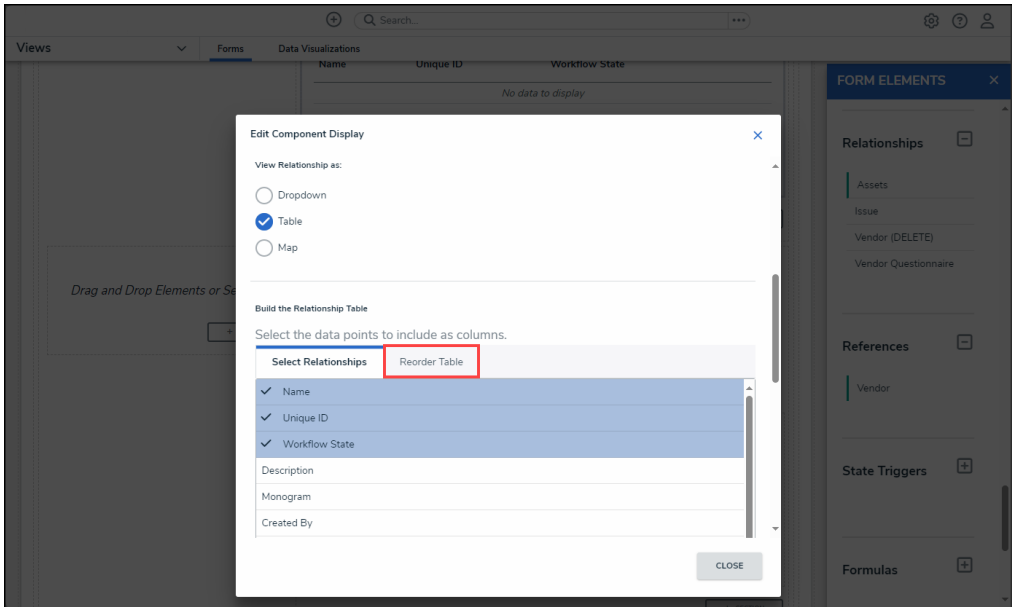 Search...
Views
Forms
Data Visualizations
Name
Unique ID
Workflow State
No data to display
FORM ELEMENTS
Edit Component Display
View Relationship as:
Dropdown
Table
Map
Drag and Drop Elements or Se
Build the Relationship Table
Select the data points to include as columns.
Select Relationships
Reorder Table
Name
Unique ID
Workflow State
Description
Monogram
Created By
CLOSE
Relationships
Assets
Issue
Vendor (DELETE)
Vendor Questionnaire
References
Vendor
State Triggers
Formulas